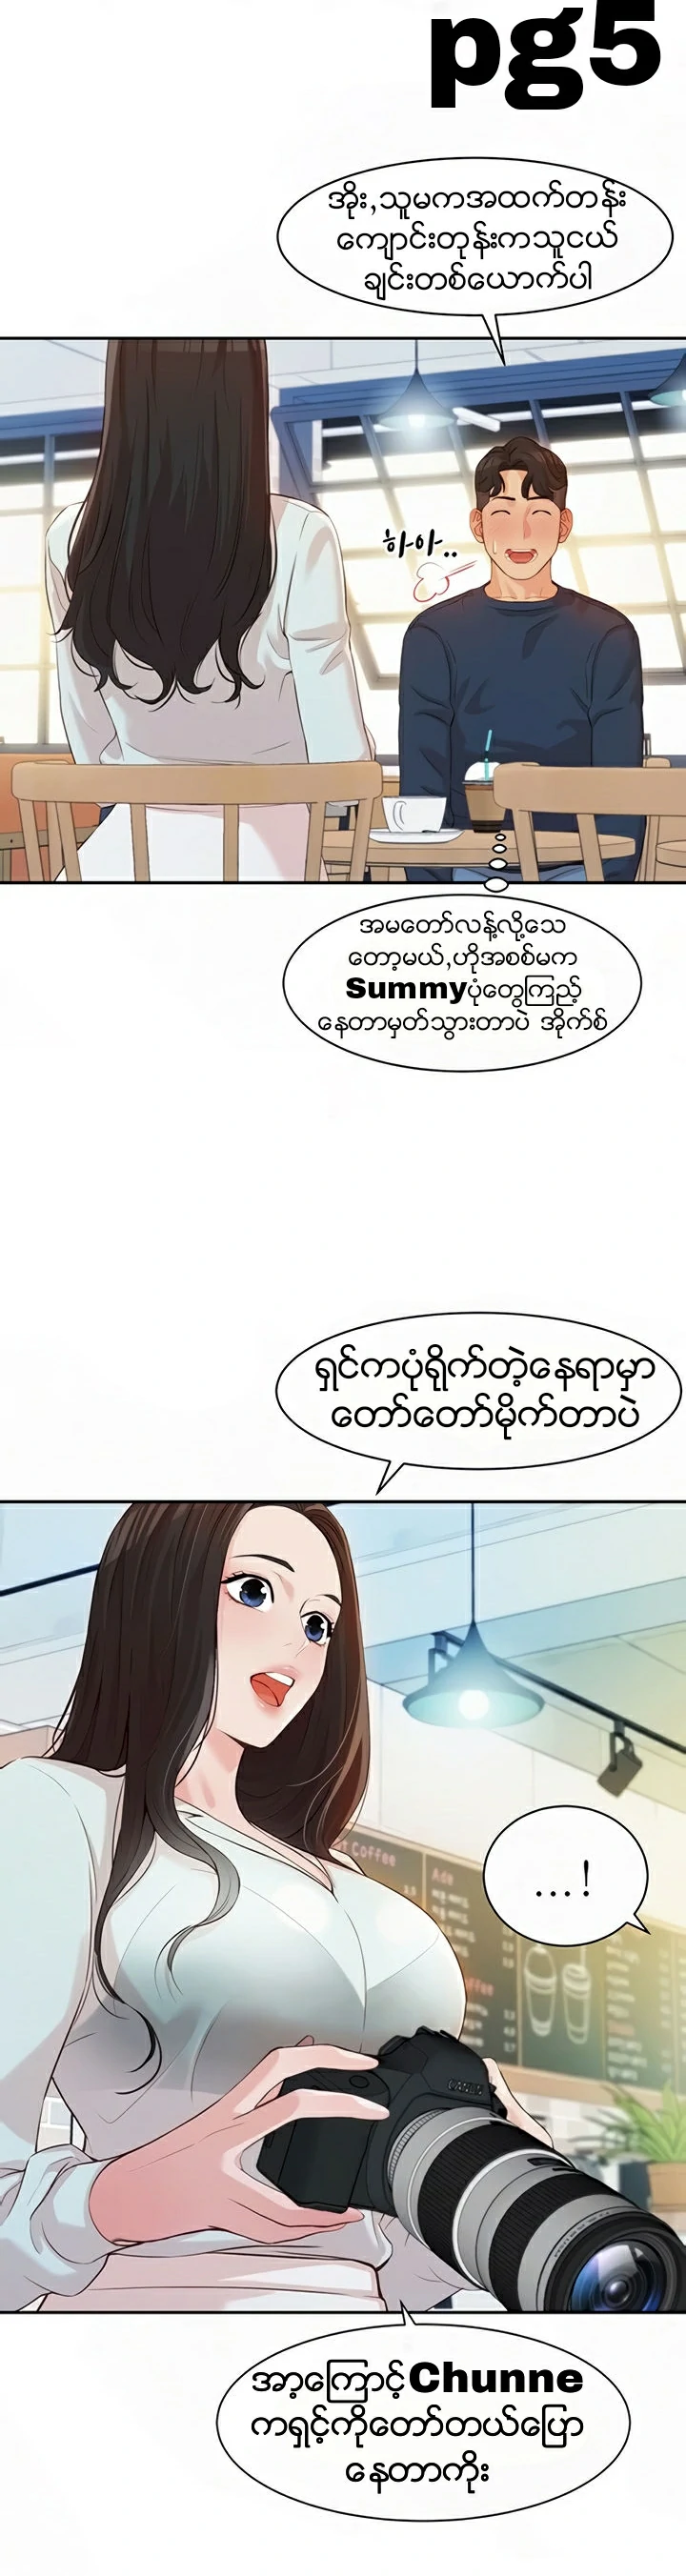 pg5
အိုး,သူမကအထက်တန်း
ကျောင်းတုန်းကသူငယ်
ချင်းတစ်ယောက်ပါ
하아..
အမတော်လန့်လို့သေ
တော့မယ်,ဟိုအစစ်မက
Summyပုံတွေကြည့်
နေတာမှတ်သွားတာပဲ အိုက်စ်
ရှင်ကပုံရိုက်တဲ့နေရာမှာ
တော်တော်မိုက်တာပဲ
Coffee
Ade
...!
အာ့ကြောင့်Chunne
ကရှင့်ကိုတော်တယ်ပြော
နေတာကိုး